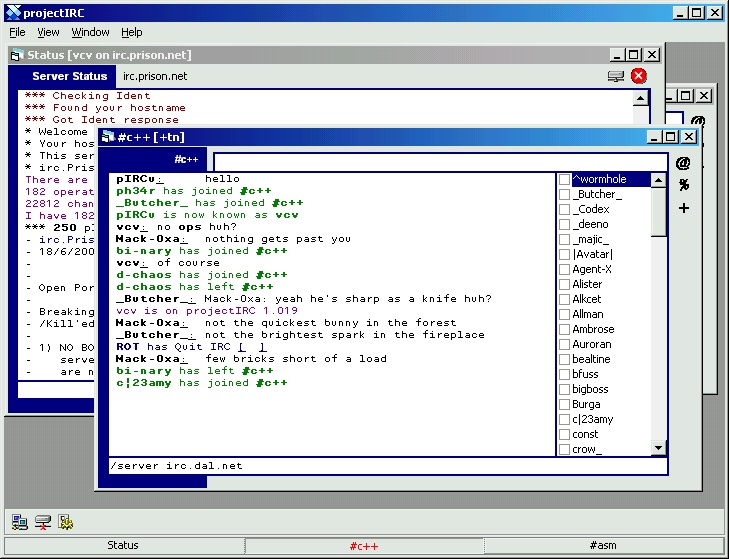 projectIRC
File View Window Help
Status [vcv on irc.prison.net]
Server Status irc.prison.net
*** Checking Ident
*** Found your hostname
*** Got Ident response
* Welcome
* Your hos
* This ser
* irc.Pris
There are
182 operat
22812 chan
I have 182
*** 250 pl
- irc.Pris
- 18/6/200
-
-
- Open Por
-
- Breaking
- /Kill'ed
-
- 1) NO BO
- serve
- are n
#c++ [+tn]
#c++
pIRCu: hello
ph34r has joined #c++
_Butcher_ has joined #c++
pIRCu is now known as vcv
vcv: no ops huh?
Mack-Oxa: nothing gets past you
bi-nary has joined #c++
vcv: of course
d-chaos has joined #c++
d-chaos has left #c++
_Butcher_: Mack-Oxa: yeah he's sharp as a knife huh?
vcv is on projectIRC 1.019
Mack-Oxa: not the quickest bunny in the forest
_Butcher_: not the brightest spark in the fireplace
ROT has Quit IRC [ ]
Mack-Oxa: few bricks short of a load
bi-nary has left #c++
c¦23amy has joined #c++
/server irc.dal.net
^wormhole
_Butcher_
_Codex
_deeno
_majic_
|Avatar|
Agent-X
Alister
Alkcet
Allman
Ambrose
Auroran
bealtine
bfuss
bigboss
Burga
c|23amy
const
crow_
@
%
+
Status #c++ #asm